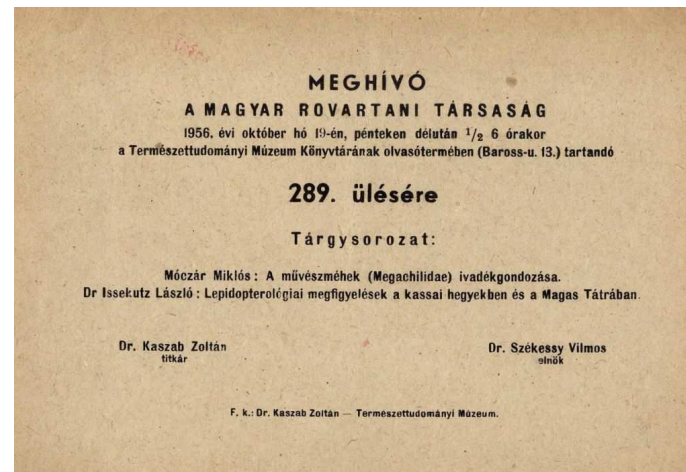 MEGHÍVÓ
A MAGYAR ROVARTANI TÁRSASÁG
1956. évi október hó 19-én, pénteken délután 1/2 6 órakor
a Természettudományi Múzeum Könyvtárának olvasótermében (Baross-u. 13.) tartandó
289. ülésére
Tárgysorozat:
Móczár Miklós : A művészméhek (Megachilidae) ivadékgondozása.
Dr Issekutz László : Lepidopterológiai megfigyelések a kassai hegyekben és a Magas Tátrában.
Dr. Kaszab Zoltán
titkár
Dr. Székessy Vilmos
elnök
F. k.: Dr. Kaszab Zoltán — Természettudományi Múzeum.